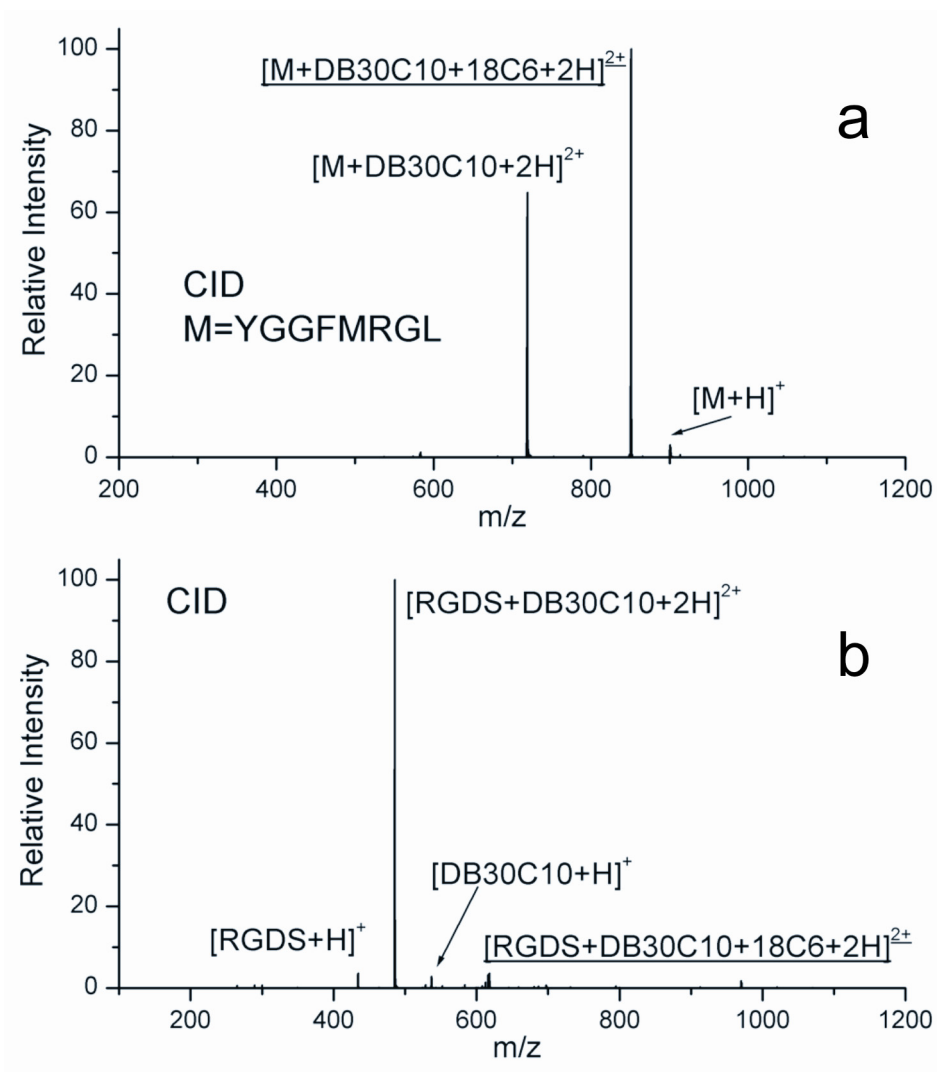 100
80
60
40
20
0
Relative Intensity
[M+DB30C10+18C6+2H]2+
a
[M+DB30C10+2H]2+
CID
M=YGGFMRGL
[M+H]+
200 400 600 800 1000 1200
m/z
100
80
60
40
20
0
Relative Intensity
CID
[RGDS+DB30C10+2H]2+
b
[DB30C10+H]+
[RGDS+H]+
[RGDS+DB30C10+18C6+2H]2+
200 400 600 800 1000 1200
m/z